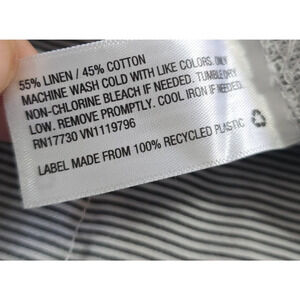 55% LINEN / 45% COTTON
MACHINE WASH COLD WITH LIKE COLORS. ONLY
NON-CHLORINE BLEACH IF NEEDED. TUMBLE DRY
LOW. REMOVE PROMPTLY. COOL IRON IF NEEDED.
RN17730 VN1119796
LABEL MADE FROM 100% RECYCLED PLASTIC